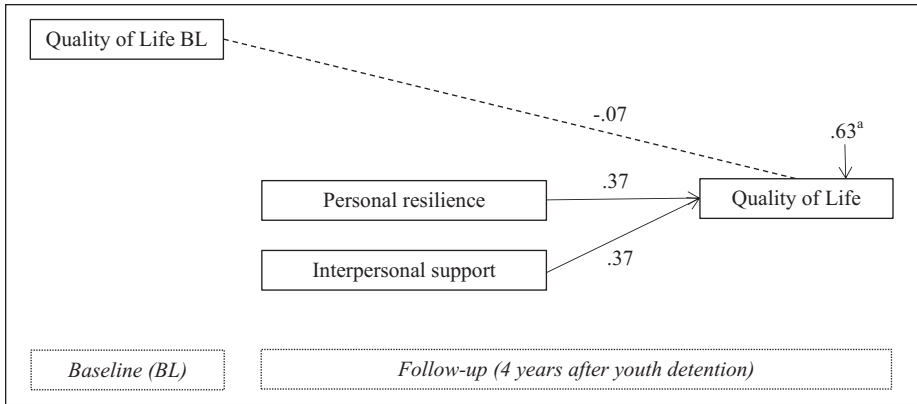 Quality of Life BL
-.07
.63a
Personal resilience
.37
Quality of Life
Interpersonal support
.37
Baseline (BL)
Follow-up (4 years after youth detention)